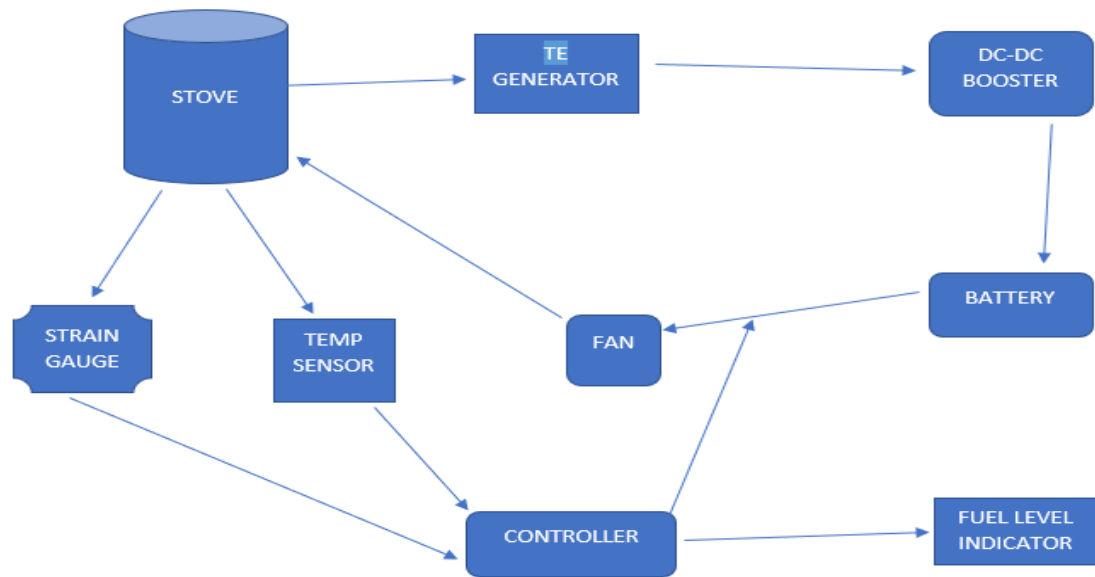 STOVE
TE
GENERATOR
DC-DC
BOOSTER
STRAIN
GAUGE
TEMP
SENSOR
FAN
BATTERY
CONTROLLER
FUEL LEVEL
INDICATOR